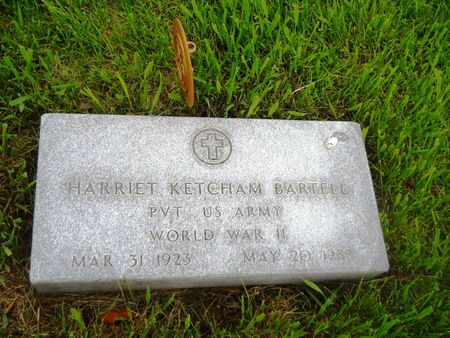 HARRIET KETCHAM BARTELL
PVT US ARMY
WORLD WAR II
MAR 31 1923 MAY 20